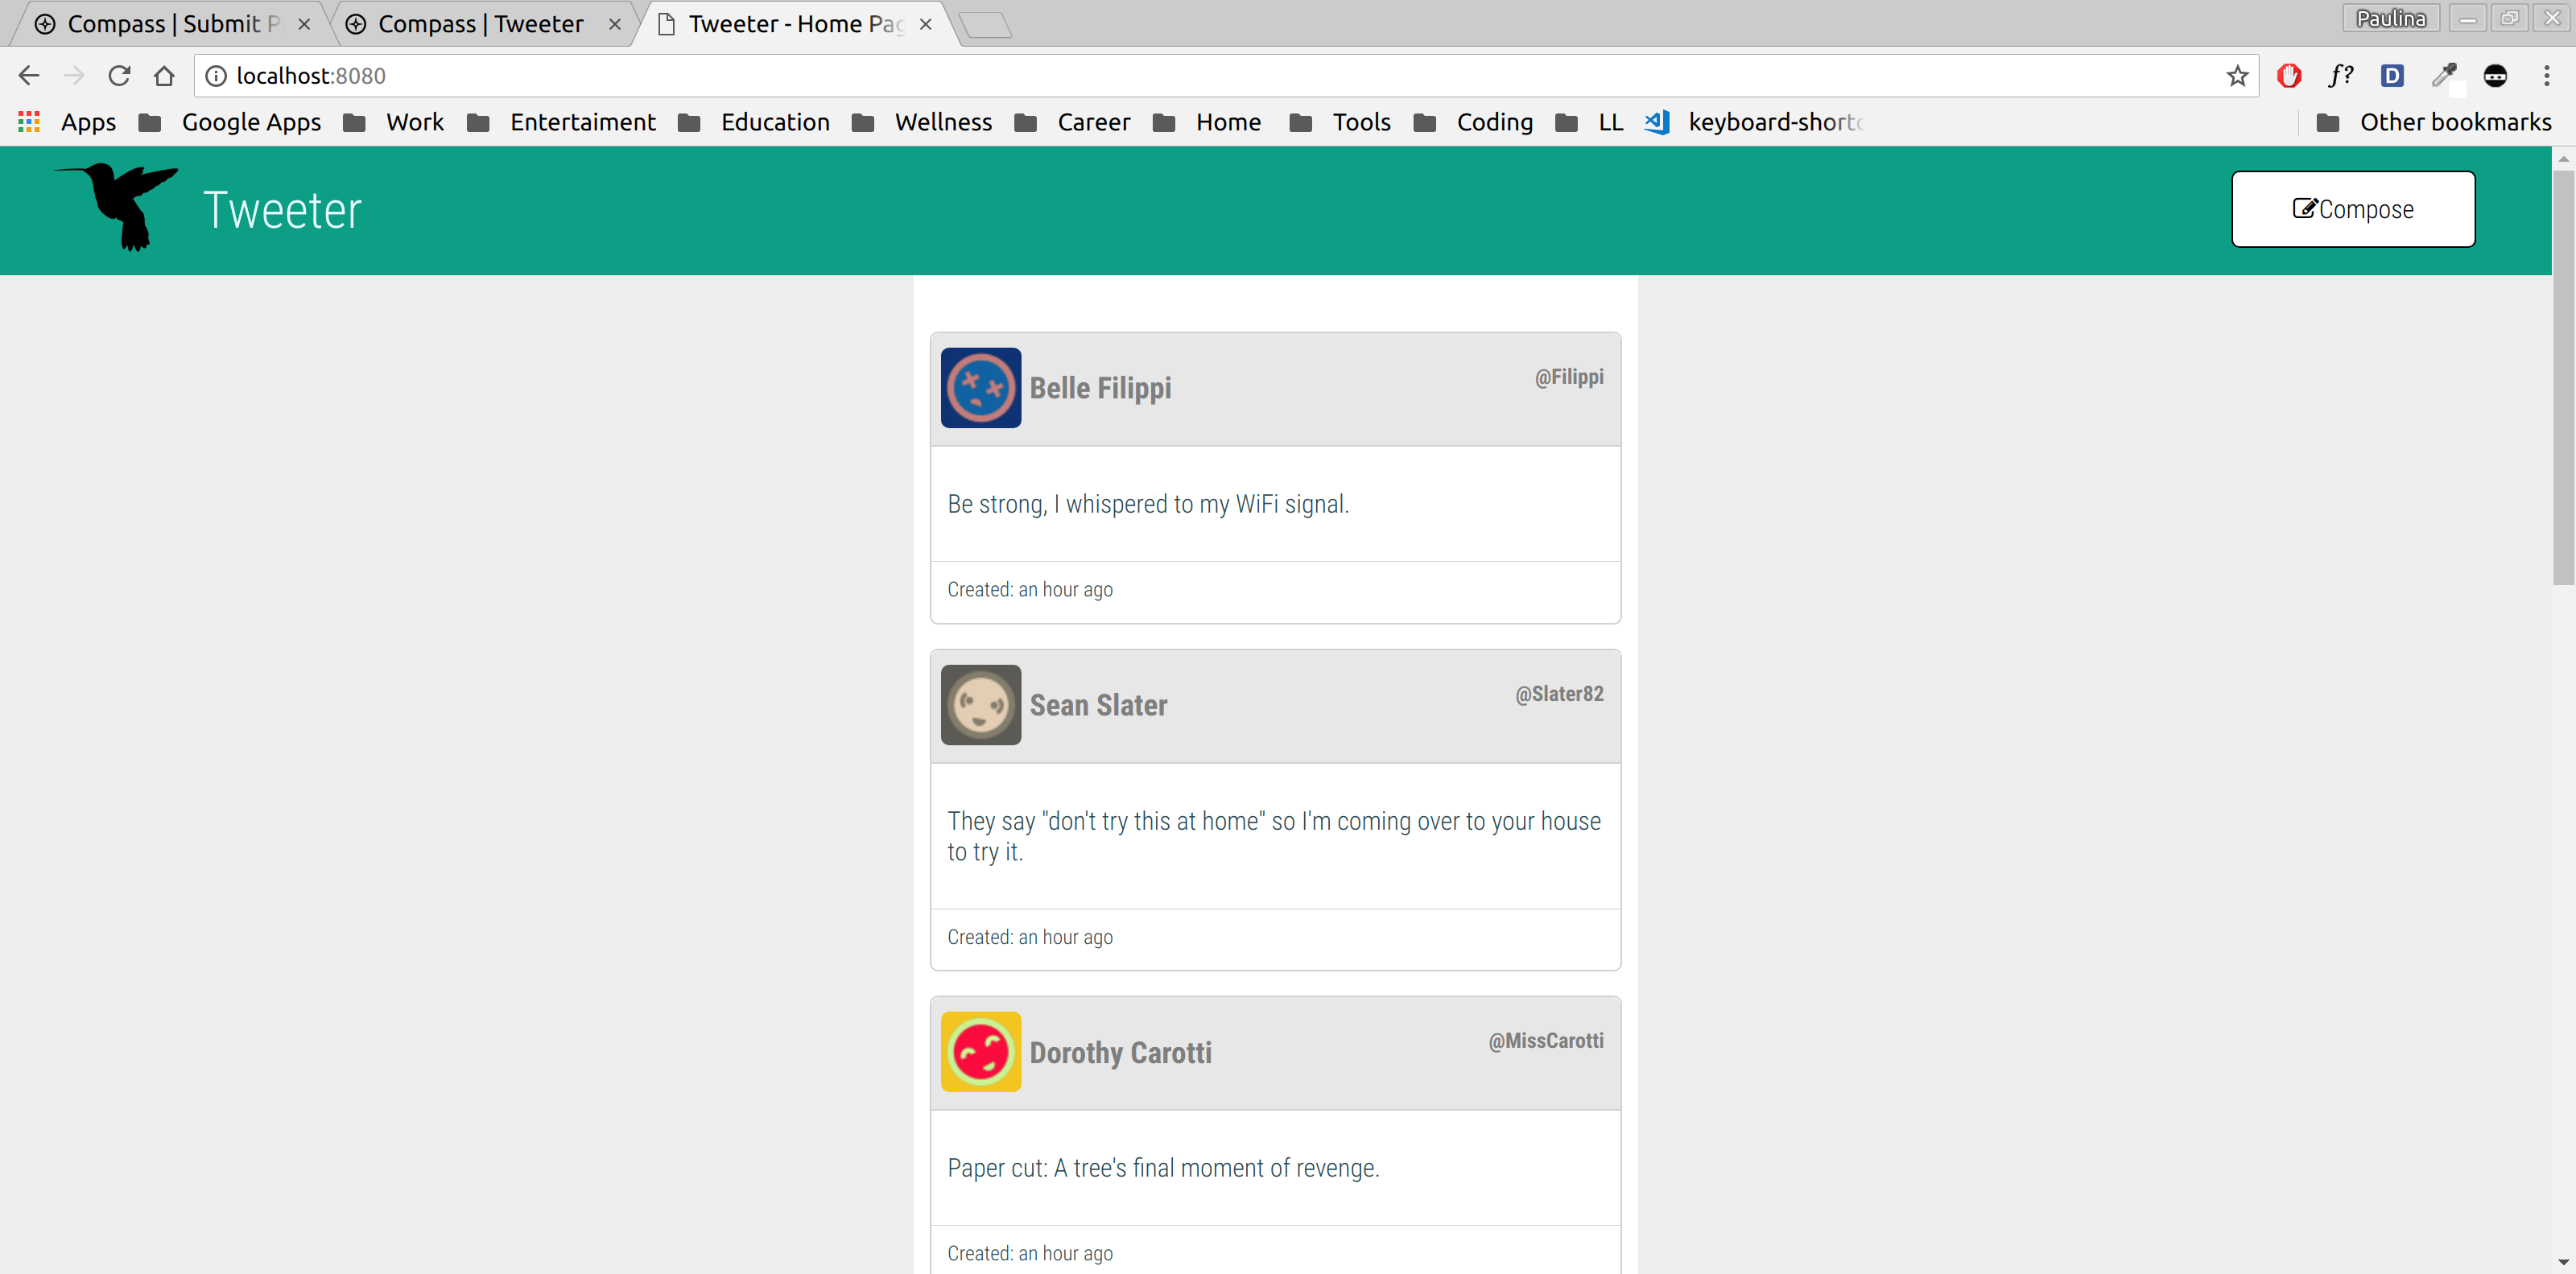 Compass | Submit P
Compass | Tweeter
Tweeter - Home Pag
Paulina
localhost:8080
f?
D
Apps
Google Apps
Work
Entertaiment
Education
Wellness
Career
Home
Tools
Coding
LL
keyboard-shortc
Other bookmarks
Tweeter
Compose
Belle Filippi
@Filippi
Be strong, I whispered to my WiFi signal.
Created: an hour ago
Sean Slater
@Slater82
They say "don't try this at home" so I'm coming over to your house
to try it.
Created: an hour ago
Dorothy Carotti
@MissCarotti
Paper cut: A tree's final moment of revenge.
Created: an hour ago